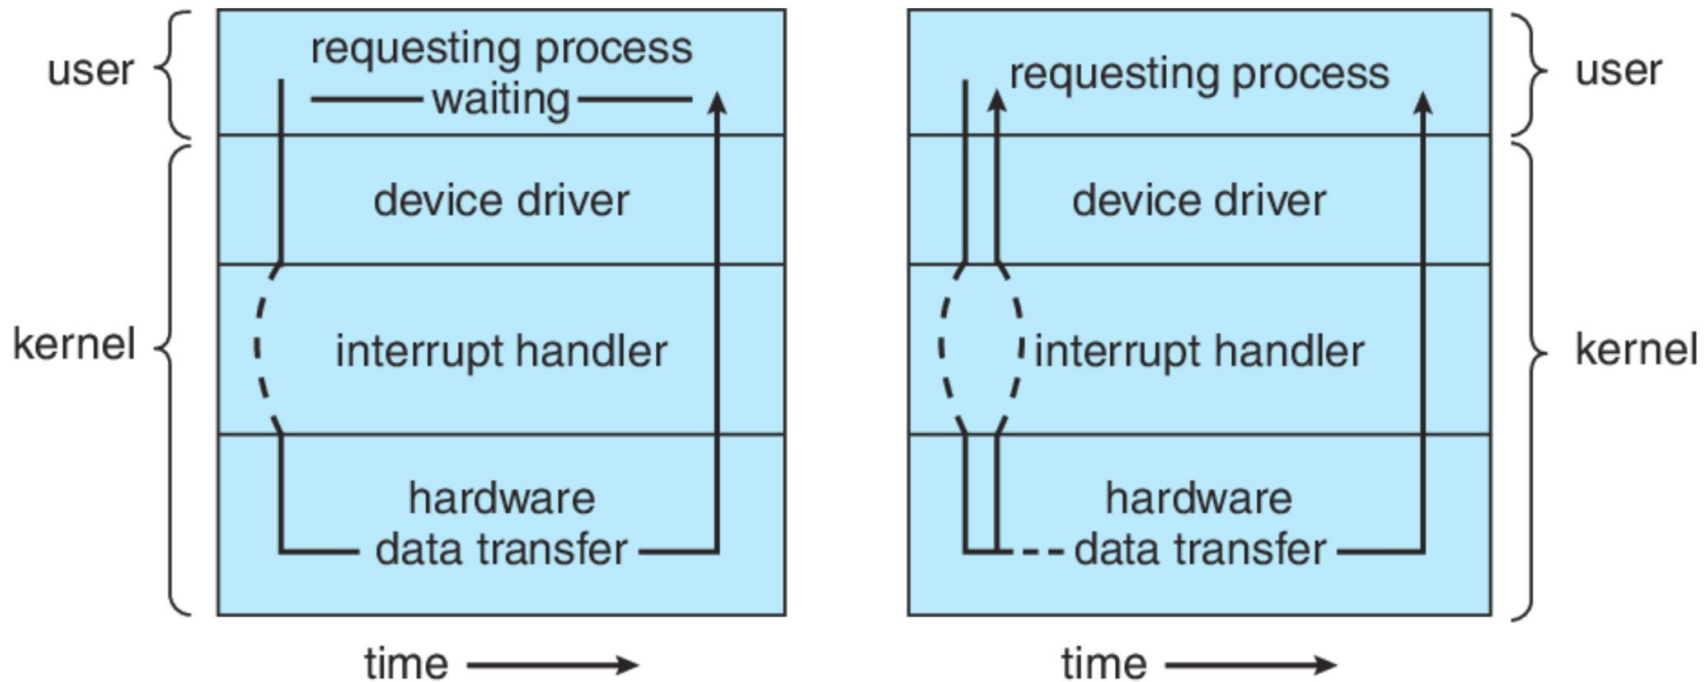 user
requesting process
waiting
device driver
kernel
interrupt handler
hardware
data transfer
time
requesting process
user
device driver
interrupt handler
kernel
hardware
data transfer
time